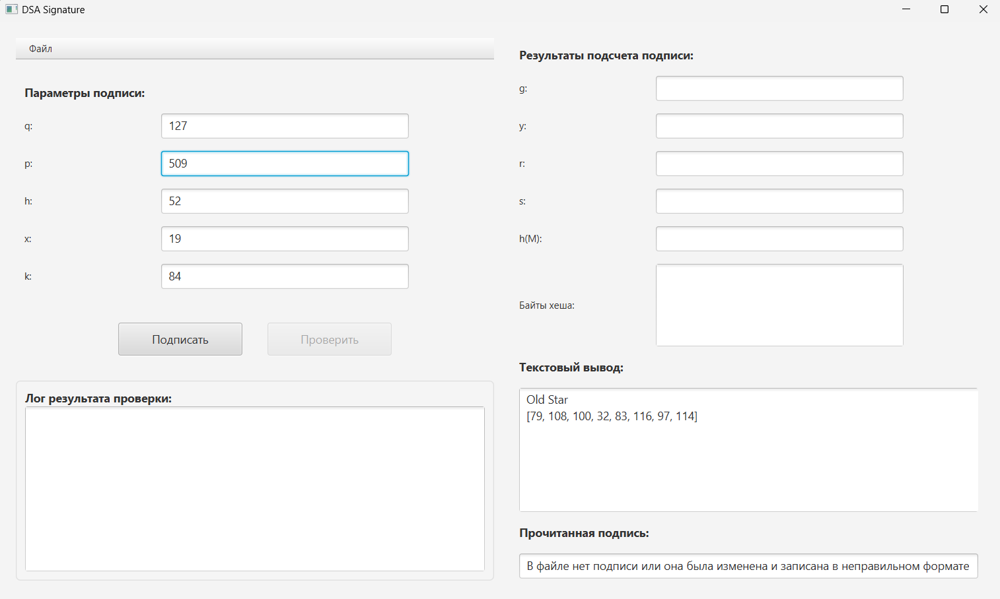 DSA Signature
Файл
Параметры подписи:
q: 127
p: 509
h: 52
x: 19
k: 84
Подписать Проверить
Лог результата проверки:
Результаты подсчета подписи:
g:
y:
r:
s:
h(M):
Байты хеша:
Текстовый вывод:
Old Star
[79, 108, 100, 32, 83, 116, 97, 114]
Прочитанная подпись:
В файле нет подписи или она была изменена и записана в неправильном формате